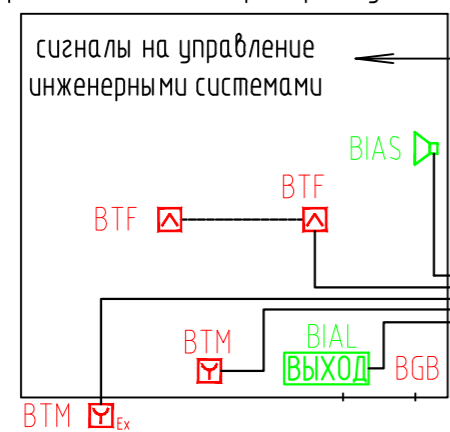 сигналы на управление
инженерными системами
BIAS
BTF
BTF
BTM
BIAL
ВЫХОД
BGB
BTM
Ex